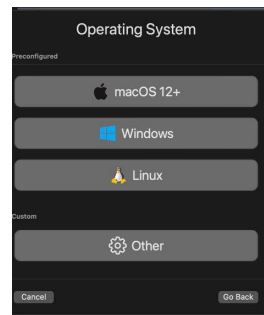 Operating System
Preconfigured
macOS 12+
Windows
Linux
Custom
Other
Cancel
Go Back